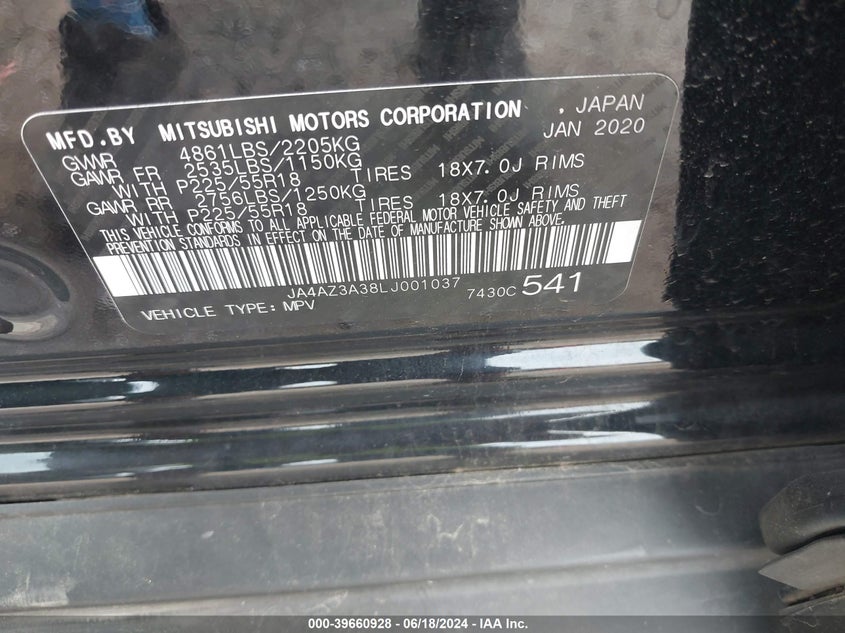 MFD.BY MITSUBISHI MOTORS CORPORATION , JAPAN
JAN 2020
GVWR 4861LBS/2205KG
GAWR FR 2535LBS/1150KG
WITH P225/55R18 TIRES 18X7.0J RIMS
GAWR RR 2756LBS/1250KG
WITH P225/55R18 TIRES 18X7.0J RIMS
THIS VEHICLE CONFORMS TO ALL APPLICABLE FEDERAL MOTOR VEHICLE SAFETY AND THEFT
PREVENTION STANDARDS IN EFFECT ON THE DATE OF MANUFACTURE SHOWN ABOVE.
JA4AZ3A38LJ001037 7430C 541
VEHICLE TYPE: MPV
000-39660928 - 06/18/2024 - IAA Inc.